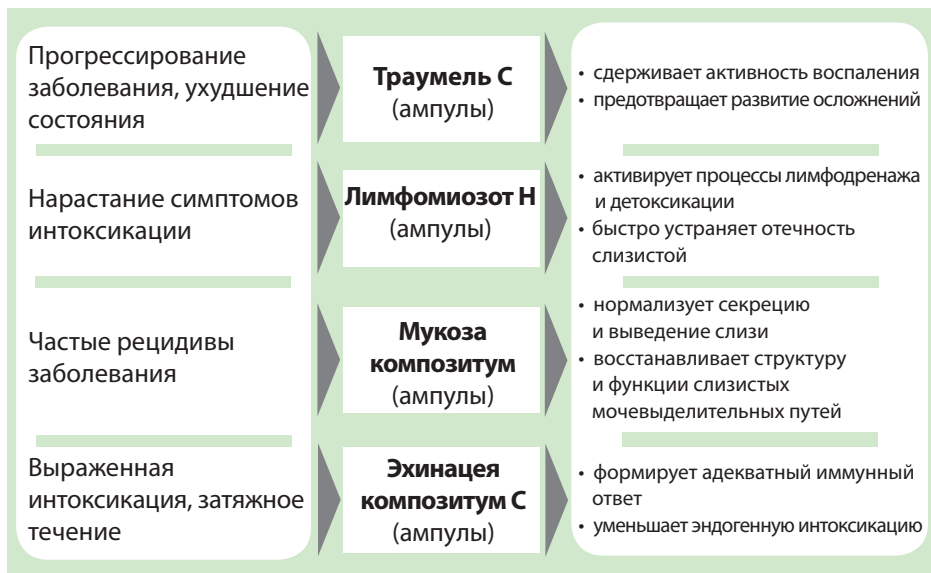 Прогрессирование
заболевания, ухудшение
состояния
Траумель С
(ампулы)
• сдерживает активность воспаления
• предотвращает развитие осложнений
Нарастание симптомов
интоксикации
Лимфомиозот Н
(ампулы)
• активирует процессы лимфодренажа
и детоксикации
• быстро устраняет отечность
слизистой
Частые рецидивы
заболевания
Мукоза
композитум
(ампулы)
• нормализует секрецию
и выведение слизи
• восстанавливает структуру
и функции слизистых
мочевыделительных путей
Выраженная
интоксикация, затяжное
течение
Эхинацея
композитум С
(ампулы)
• формирует адекватный иммунный
ответ
• уменьшает эндогенную интоксикацию